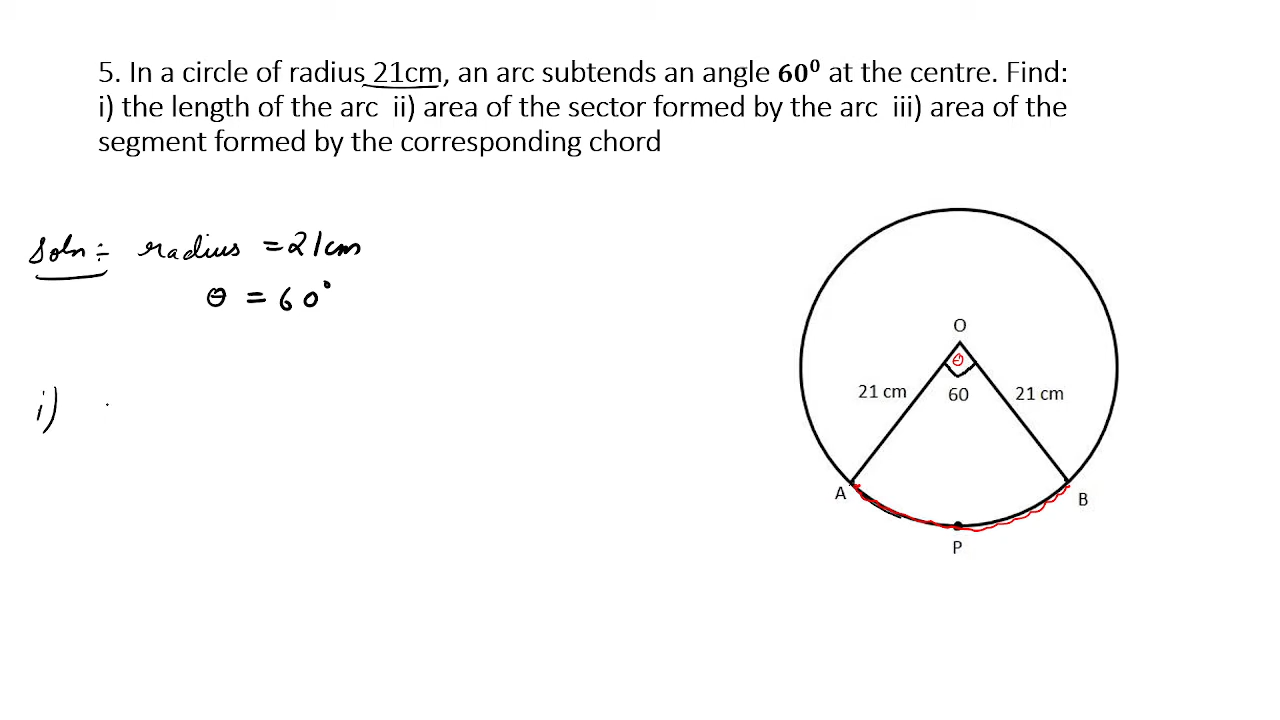 5. In a circle of radius 21cm, an arc subtends an angle 60⁰ at the centre. Find:
i) the length of the arc ii) area of the sector formed by the arc iii) area of the
segment formed by the corresponding chord
Soln :- radius = 21cm
θ = 60°
i)
O
θ
21 cm
60
21 cm
A
B
P